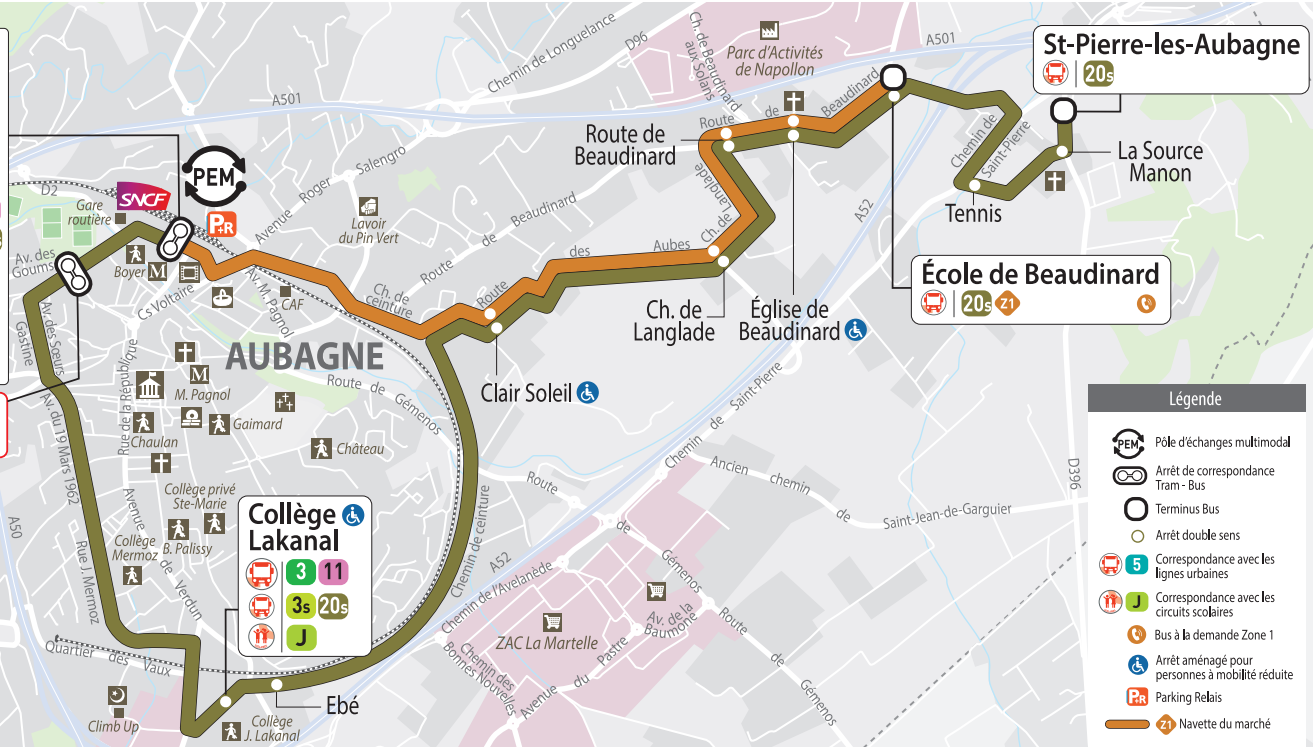 St-Pierre-les-Aubagne
20s
A501
D96
Chemin de Longuelance
Ch. de Beaudinard
aux Solans
Parc d'Activités
de Napollon
A501
Route de Beaudinard
Route de
Beaudinard
Chemin de
Saint-Pierre
La Source
Manon
Tennis
PEM
SNCF
D2
Gare
routière
P+R
Avenue Roger Salengro
Lavoir
du Pin Vert
Route de Beaudinard
Route des Aubes
Ch. de Langlade
A52
École de Beaudinard
20s Z1
Av. des
Goums
Boyer
M
Cs Voltaire
Av. M. Pagnol
CAF
Ch. de
ceinture
Ch. de
Langlade
Église de
Beaudinard
Av. des Sœurs
Gastine
AUBAGNE
Rue de la République
M
M. Pagnol
Route de Gémenos
Clair Soleil
Gaimard
Chaulan
Château
Av. du 19 Mars 1962
Collège privé
Ste-Marie
Collège
Mermoz
B. Palissy
Avenue de Verdun
A50
Rue J. Mermoz
Collège
Lakanal
3 11
3s 20s
J
Chemin de ceinture
A52
Chemin de l'Avelanède
Route de Gémenos
Chemin de Saint-Pierre
Ancien chemin de Saint-Jean-de-Garguier
D396
ZAC La Martelle
Av. de la
Baumone
Chemin des
Bonnes Nouvelles
Avenue du Pastre
Route de Gémenos
Quartier des Vaux
Climb Up
Ebé
Collège
J. Lakanal
Légende
PEM Pôle d'échanges multimodal
Arrêt de correspondance
Tram - Bus
Terminus Bus
Arrêt double sens
5 Correspondance avec les
lignes urbaines
J Correspondance avec les
circuits scolaires
Bus à la demande Zone 1
Arrêt aménagé pour
personnes à mobilité réduite
P+R Parking Relais
Z1 Navette du marché